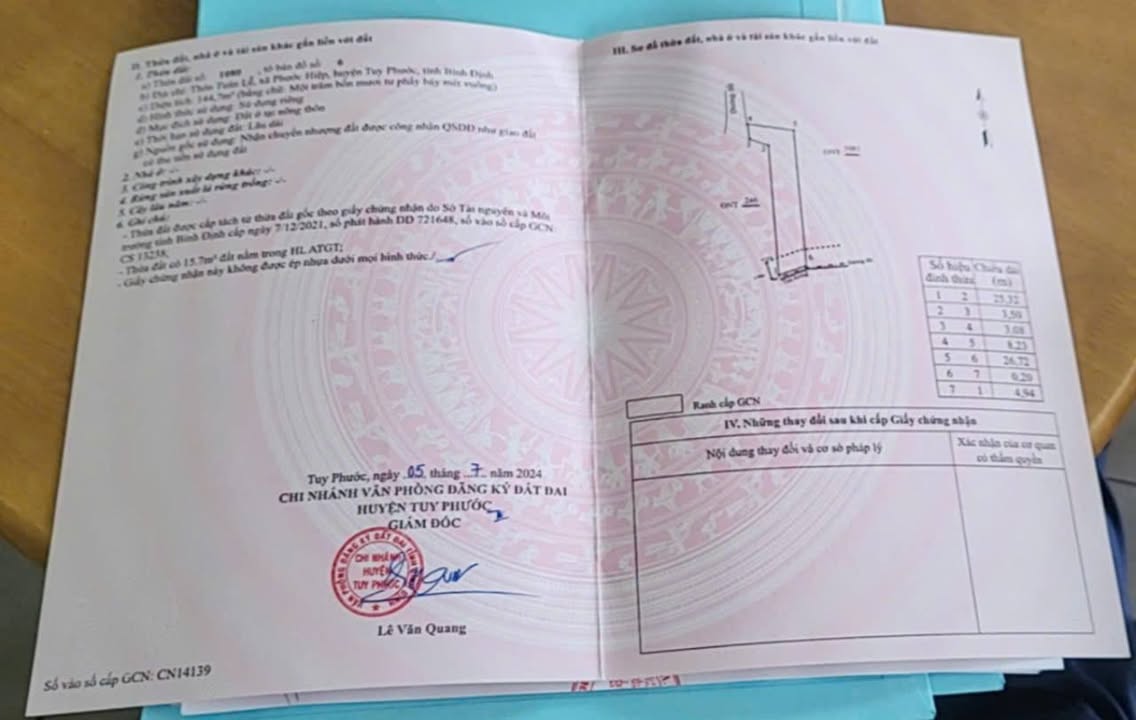 II. Thửa đất, nhà ở và tài sản khác gắn liền với đất
1. Thửa đất:
a) Thửa đất số: 1080 , tờ bản đồ số 6
b) Địa chỉ: Thôn Tuân Lễ, xã Phước Hiệp, huyện Tuy Phước, tỉnh Bình Định
c) Diện tích: 144,7m² (bằng chữ: Một trăm bốn mươi tư phẩy bảy mét vuông)
d) Hình thức sử dụng: Sử dụng riêng
đ) Mục đích sử dụng: Đất ở tại nông thôn
e) Thời hạn sử dụng đất: Lâu dài
g) Nguồn gốc sử dụng: Nhận chuyển nhượng đất được công nhận QSDĐ như giao đất
có thu tiền sử dụng đất
2. Nhà ở: -/-
3. Công trình xây dựng khác: -/-
4. Rừng sản xuất là rừng trồng: -/-
5. Cây lâu năm: -/-
6. Ghi chú:
- Thửa đất được cấp tách từ thửa đất gốc theo giấy chứng nhận do Sở Tài nguyên và Môi
trường tỉnh Bình Định cấp ngày 7/12/2021, số phát hành DD 721648, số vào sổ cấp GCN:
CS 13238,
- Thửa đất có 15.7m² đất nằm trong HLATGT;
- Giấy chứng nhận này không được ép nhựa dưới mọi hình thức./.
Tuy Phước, ngày 05 tháng 7 năm 2024
CHI NHÁNH VĂN PHÒNG ĐĂNG KÝ ĐẤT ĐAI
HUYỆN TUY PHƯỚC
GIÁM ĐỐC
VĂN PHÒNG ĐĂNG KÝ ĐẤT ĐAI TỈNH
CHI NHÁNH
HUYỆN
TUY PHƯỚC
Lê Văn Quang
Số vào sổ cấp GCN: CN14139
III. Sơ đồ thửa đất, nhà ở và tài sản khác gắn liền với đất
Đường
ONT
ONT
Số hiệu đỉnh thửa Chiều dài (m)
1 2 25,32
2 3 3,59
3 4 3,08
4 5 8,23
5 6 26,72
6 7 0,20
7 1 4,94
Ranh cấp GCN
IV. Những thay đổi sau khi cấp Giấy chứng nhận
Nội dung thay đổi và cơ sở pháp lý
Xác nhận của cơ quan
có thẩm quyền